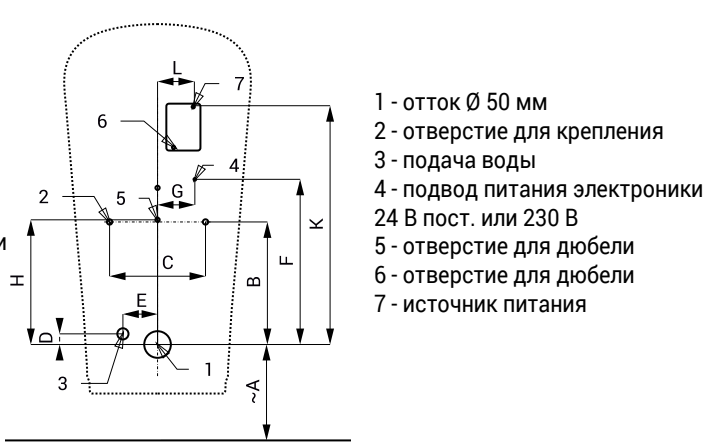 L
7
6
4
2
5
G
K
C
H
B
F
E
D
1
3
~A
и
1 - отток Ø 50 мм
2 - отверстие для крепления
3 - подача воды
4 - подвод питания электроники
24 В пост. или 230 В
5 - отверстие для дюбели
6 - отверстие для дюбели
7 - источник питания